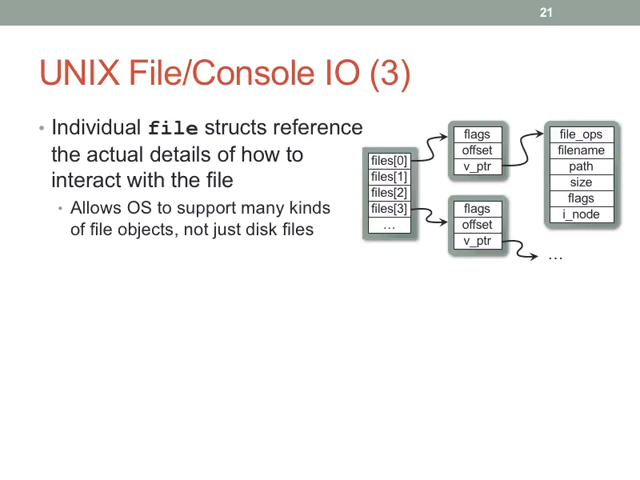 21
UNIX File/Console IO (3)
• Individual file structs reference
the actual details of how to
interact with the file
• Allows OS to support many kinds
of file objects, not just disk files
files[0]
files[1]
files[2]
files[3]
…
flags
offset
v_ptr
flags
offset
v_ptr
file_ops
filename
path
size
flags
i_node
…